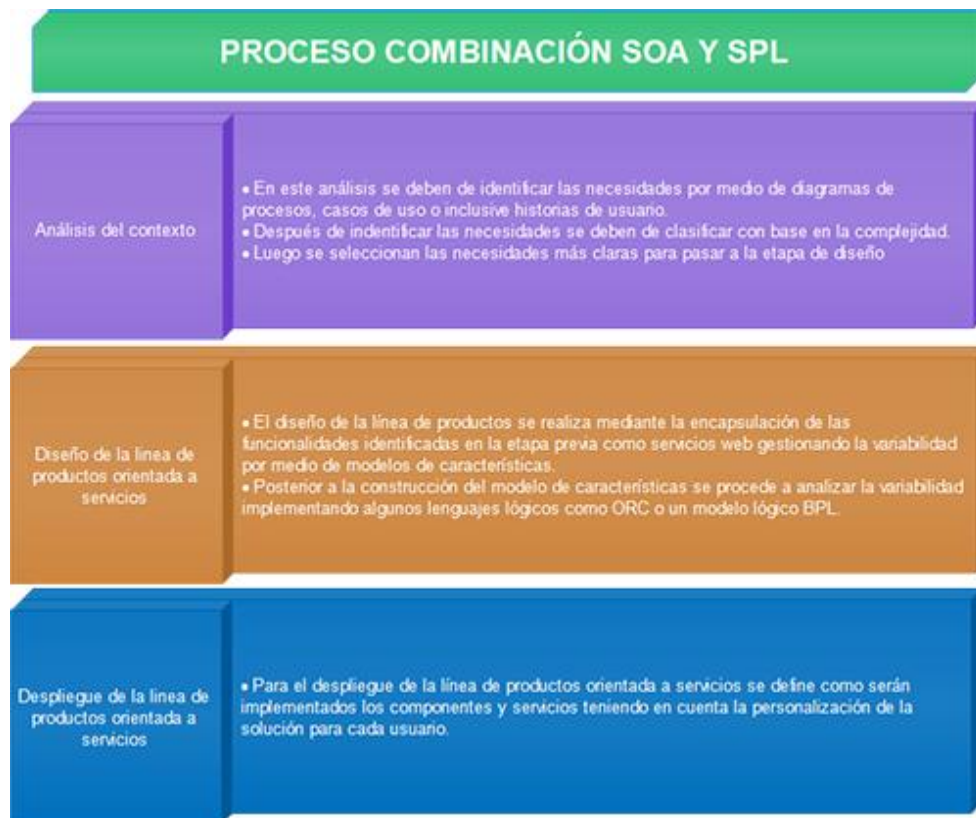 PROCESO COMBINACIÓN SOA Y SPL
Análisis del contexto
• En este análisis se deben de identificar las necesidades por medio de diagramas de
procesos, casos de uso o inclusive historias de usuario.
• Después de indentificar las necesidades se deben de clasificar con base en la complejidad.
• Luego se seleccionan las necesidades más claras para pasar a la etapa de diseño
Diseño de la linea de
productos orientada a
servicios
• El diseño de la línea de productos se realiza mediante la encapsulación de las
funcionalidades identificadas en la etapa previa como servicios web gestionando la variabilidad
por medio de modelos de características.
• Posterior a la construcción del modelo de características se procede a analizar la variabilidad
implementando algunos lenguajes lógicos como ORC o un modelo lógico BPL.
Despliegue de la linea de
productos orientada a
servicios
• Para el despliegue de la línea de productos orientada a servicios se define como serán
implementados los componentes y servicios teniendo en cuenta la personalización de la
solución para cada usuario.